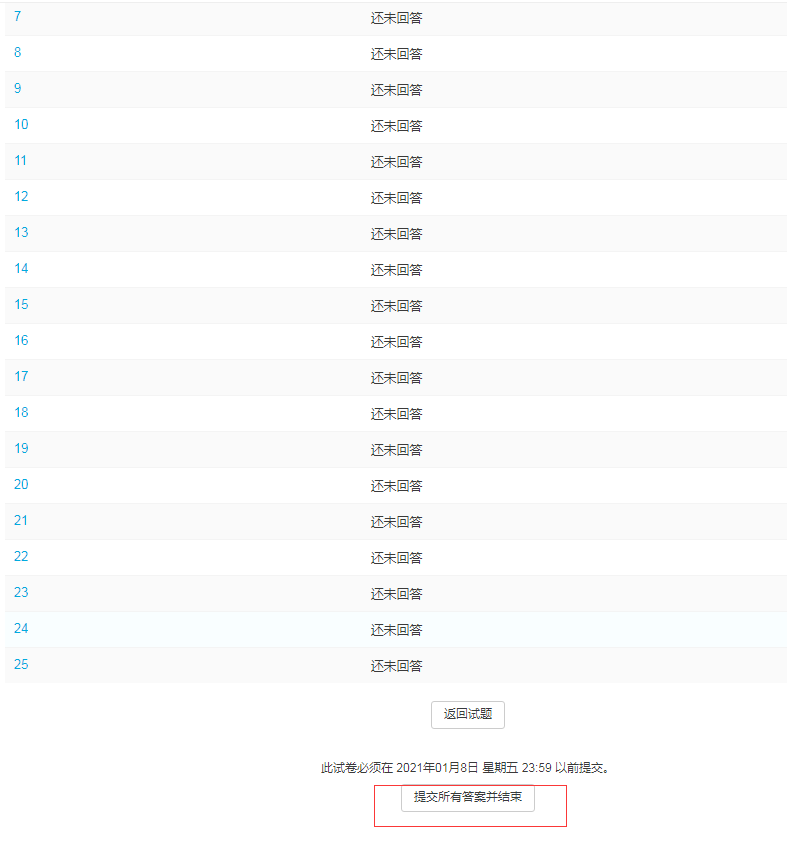 7 还未回答
8 还未回答
9 还未回答
10 还未回答
11 还未回答
12 还未回答
13 还未回答
14 还未回答
15 还未回答
16 还未回答
17 还未回答
18 还未回答
19 还未回答
20 还未回答
21 还未回答
22 还未回答
23 还未回答
24 还未回答
25 还未回答
返回试题
此试卷必须在 2021年01月8日 星期五 23:59 以前提交。
提交所有答案并结束